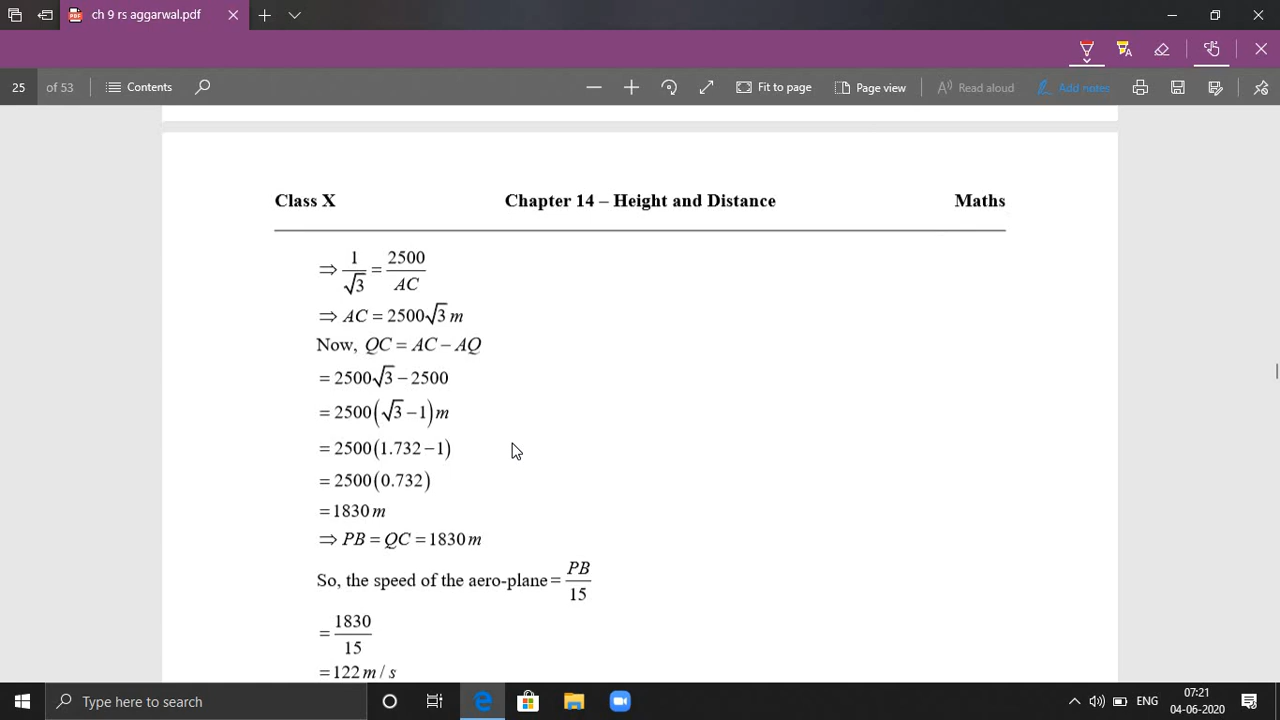 ch 9 rs aggarwal.pdf
25 of 53 Contents Fit to page Page view Read aloud Add notes
Class X Chapter 14 – Height and Distance Maths
⇒ 1/√3 = 2500/AC
⇒ AC = 2500√3 m
Now, QC = AC – AQ
= 2500√3 – 2500
= 2500(√3 –1)m
= 2500(1.732 –1)
= 2500(0.732)
=1830 m
⇒ PB = QC = 1830 m
So, the speed of the aero-plane = PB/15
= 1830/15
=122 m / s
Type here to search ENG 07:21
04-06-2020